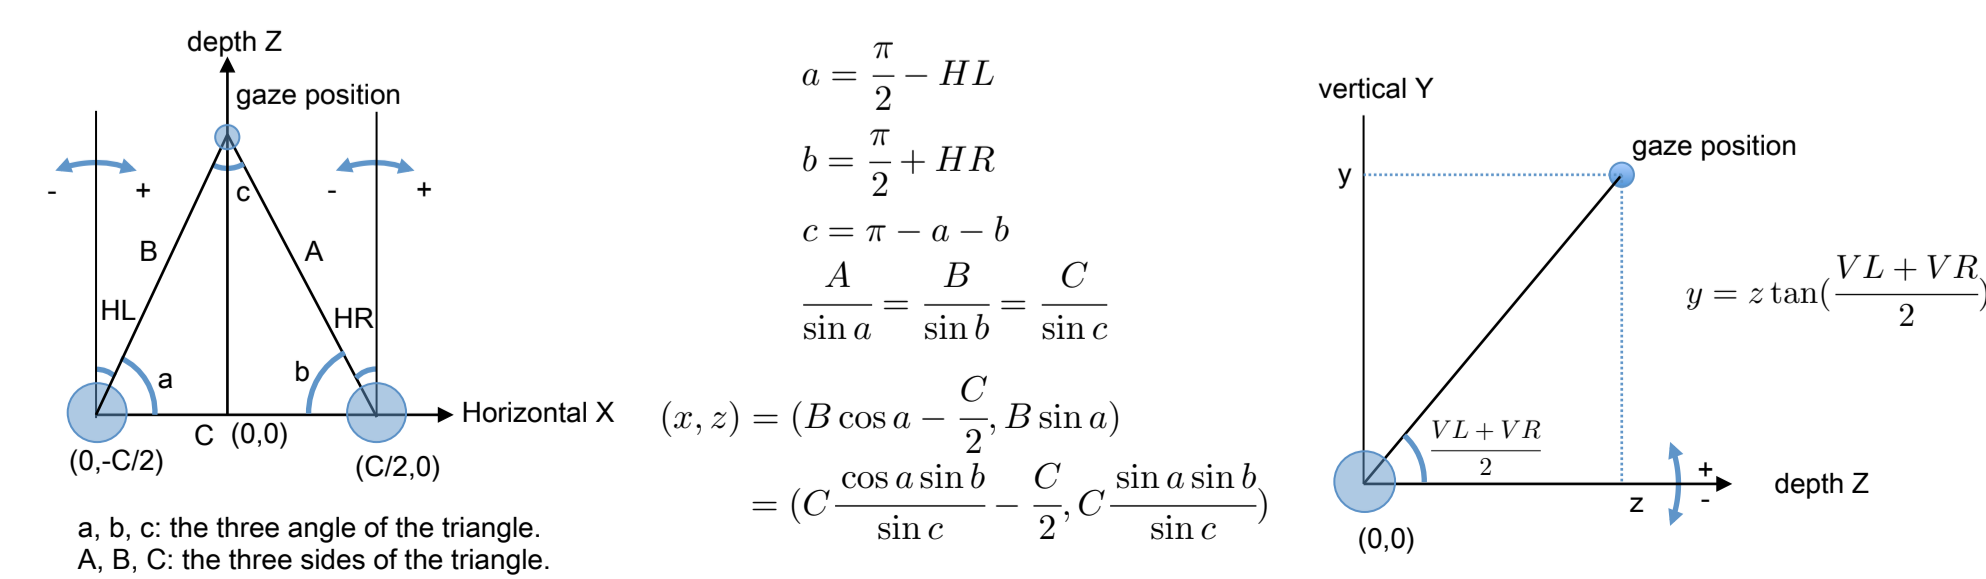 depth Z
gaze position
- + - +
c
B A
HL HR
a b
Horizontal X
C (0,0)
(0,-C/2) (C/2,0)
a, b, c: the three angle of the triangle.
A, B, C: the three sides of the triangle.
a = π/2 − HL
b = π/2 + HR
c = π − a − b
A/sin a = B/sin b = C/sin c
(x, z) = (B cos a − C/2, B sin a)
= (C cos a sin b/sin c − C/2, C sin a sin b/sin c)
vertical Y
gaze position
y
y = z tan(VL + VR/2)
VL + VR/2
+
-
depth Z
z
(0,0)